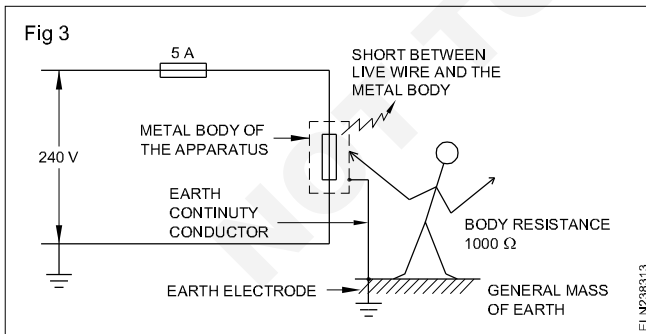 Fig 3
5 A
SHORT BETWEEN
LIVE WIRE AND THE
METAL BODY
METAL BODY OF
THE APPARATUS
240 V
EARTH
CONTINUTY
CONDUCTOR
BODY RESISTANCE
1000 Ω
EARTH ELECTRODE
GENERAL MASS
OF EARTH
ELN238313